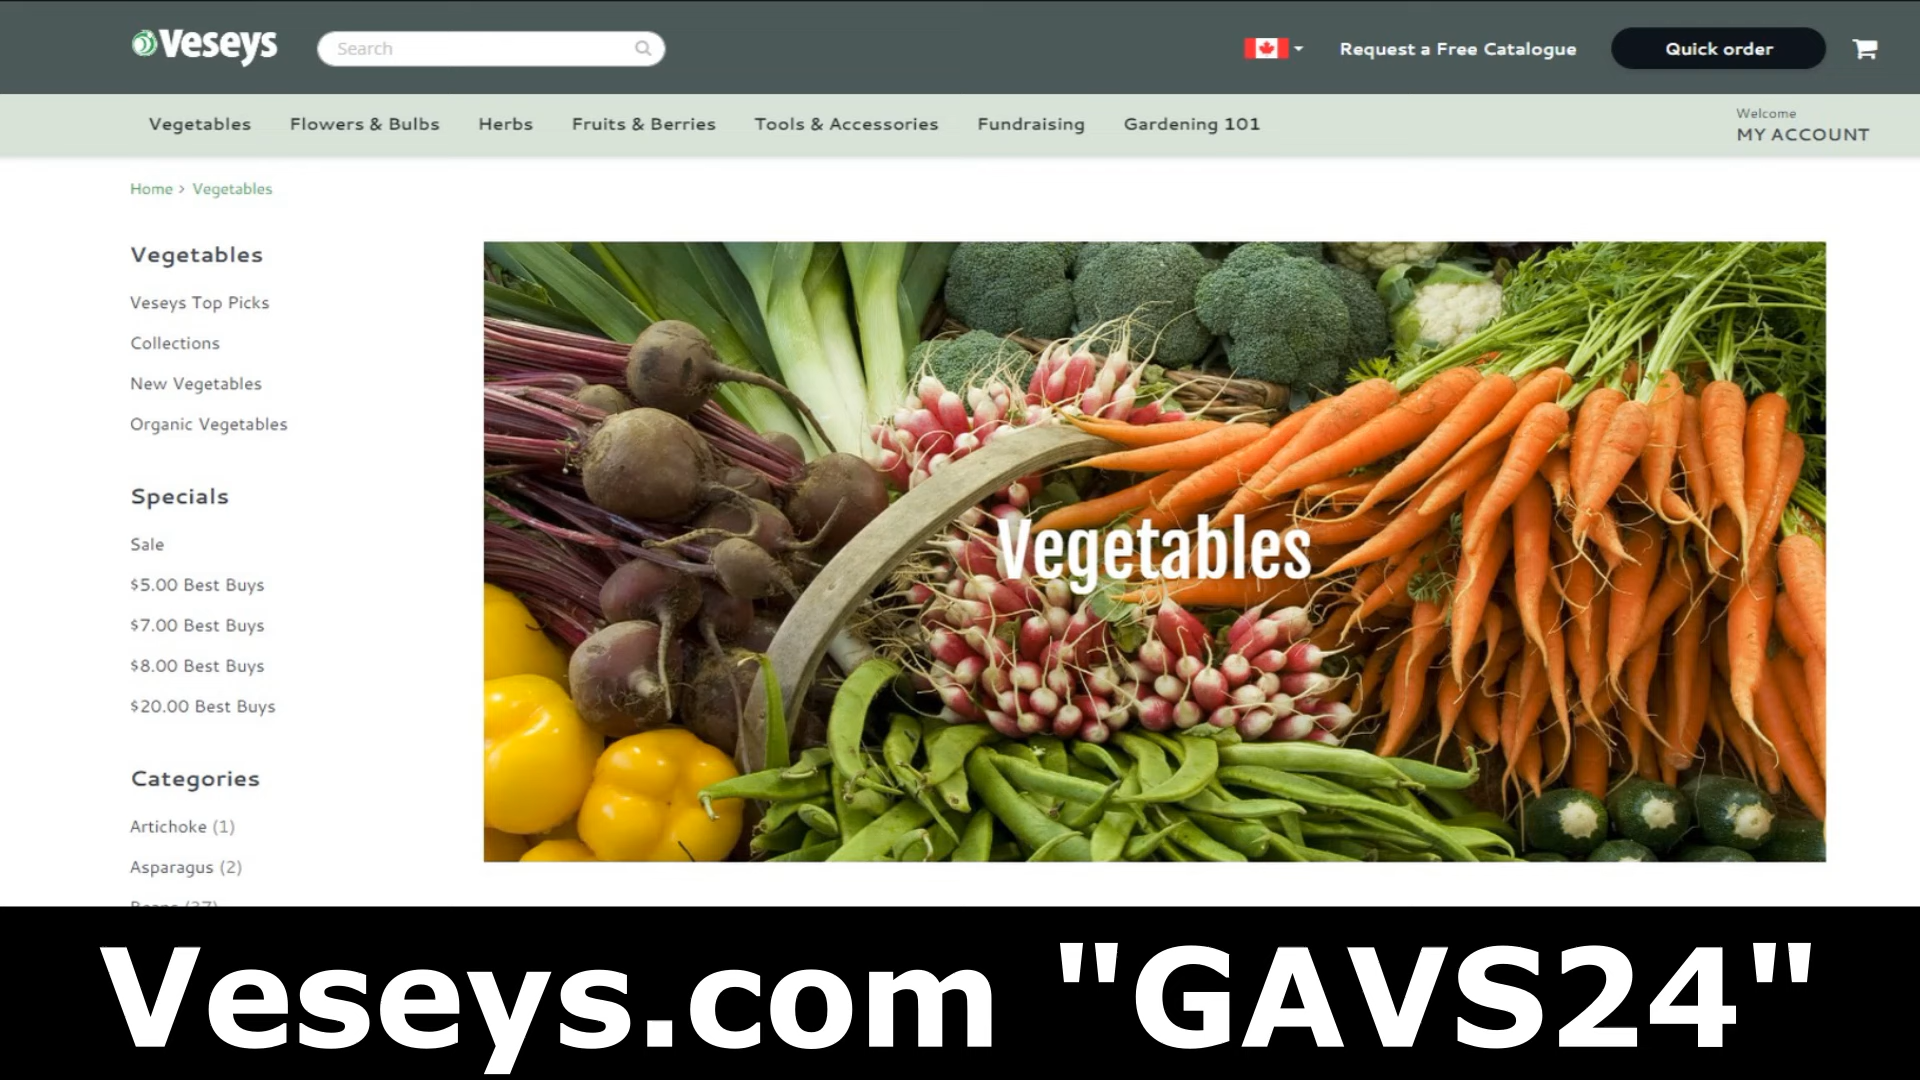 Veseys
Search
Request a Free Catalogue
Quick order
Vegetables
Flowers & Bulbs
Herbs
Fruits & Berries
Tools & Accessories
Fundraising
Gardening 101
Welcome
MY ACCOUNT
Home > Vegetables
Vegetables
Veseys Top Picks
Collections
New Vegetables
Organic Vegetables
Specials
Sale
$5.00 Best Buys
$7.00 Best Buys
$8.00 Best Buys
$20.00 Best Buys
Categories
Artichoke (1)
Asparagus (2)
Vegetables
Veseys.com "GAVS24"